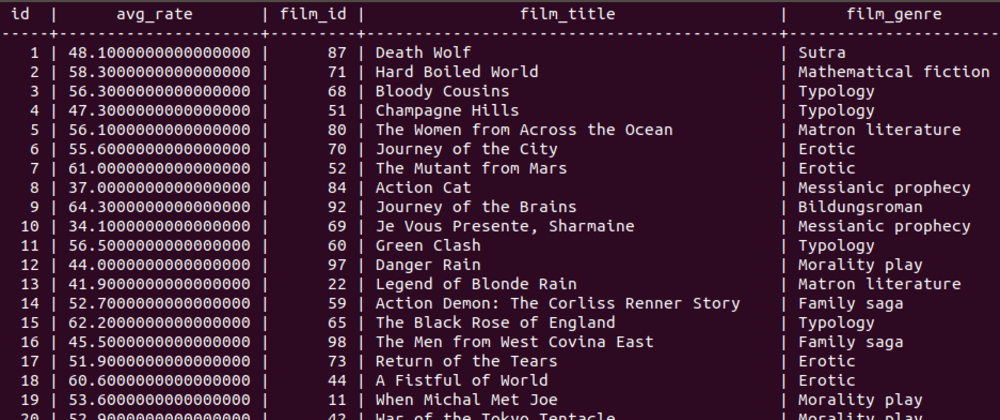 id | avg_rate | film_id | film_title | film_genre
-----+---------------------+---------+---------------------------------------------+----------------------
1 | 48.1000000000000000 | 87 | Death Wolf | Sutra
2 | 58.3000000000000000 | 71 | Hard Boiled World | Mathematical fiction
3 | 56.3000000000000000 | 68 | Bloody Cousins | Typology
4 | 47.3000000000000000 | 51 | Champagne Hills | Typology
5 | 56.1000000000000000 | 80 | The Women from Across the Ocean | Matron literature
6 | 55.6000000000000000 | 70 | Journey of the City | Erotic
7 | 61.0000000000000000 | 52 | The Mutant from Mars | Erotic
8 | 37.0000000000000000 | 84 | Action Cat | Messianic prophecy
9 | 64.3000000000000000 | 92 | Journey of the Brains | Bildungsroman
10 | 34.1000000000000000 | 69 | Je Vous Presente, Sharmaine | Messianic prophecy
11 | 56.5000000000000000 | 60 | Green Clash | Typology
12 | 44.0000000000000000 | 97 | Danger Rain | Morality play
13 | 41.9000000000000000 | 22 | Legend of Blonde Rain | Matron literature
14 | 52.7000000000000000 | 59 | Action Demon: The Corliss Renner Story | Family saga
15 | 62.2000000000000000 | 65 | The Black Rose of England | Typology
16 | 45.5000000000000000 | 98 | The Men from West Covina East | Family saga
17 | 51.9000000000000000 | 73 | Return of the Tears | Erotic
18 | 60.6000000000000000 | 44 | A Fistful of World | Erotic
19 | 53.6000000000000000 | 11 | When Michal Met Joe | Morality play
20 | 52.9000000000000000 | 42 | War of the Tokyo Tentacle | Morality play